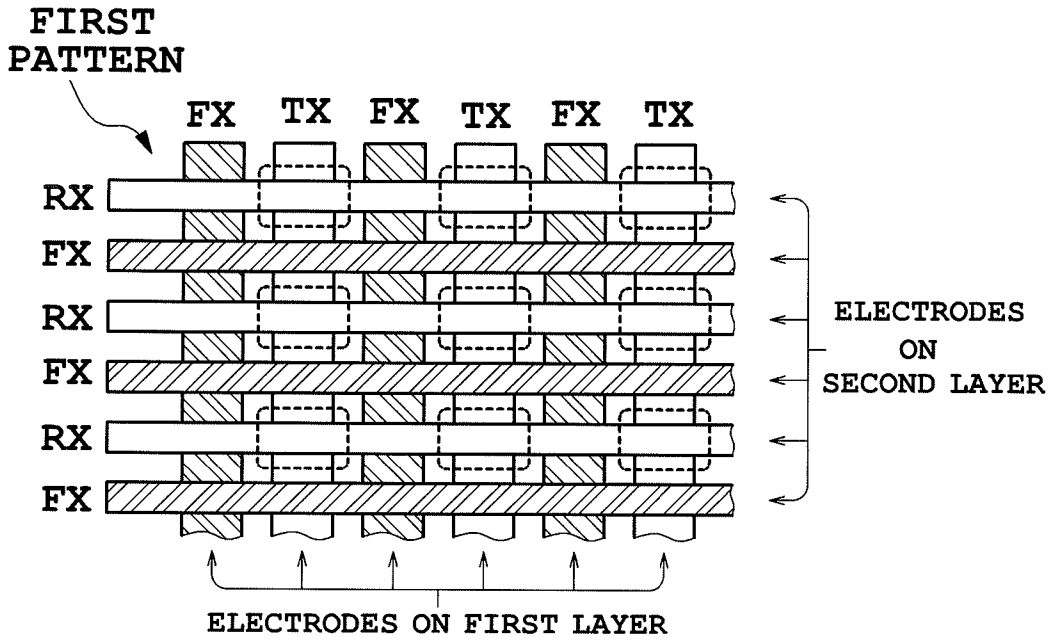 FIRST
PATTERN
FX TX FX TX FX TX
RX
FX
RX
FX
RX
FX
ELECTRODES
ON
SECOND LAYER
ELECTRODES ON FIRST LAYER